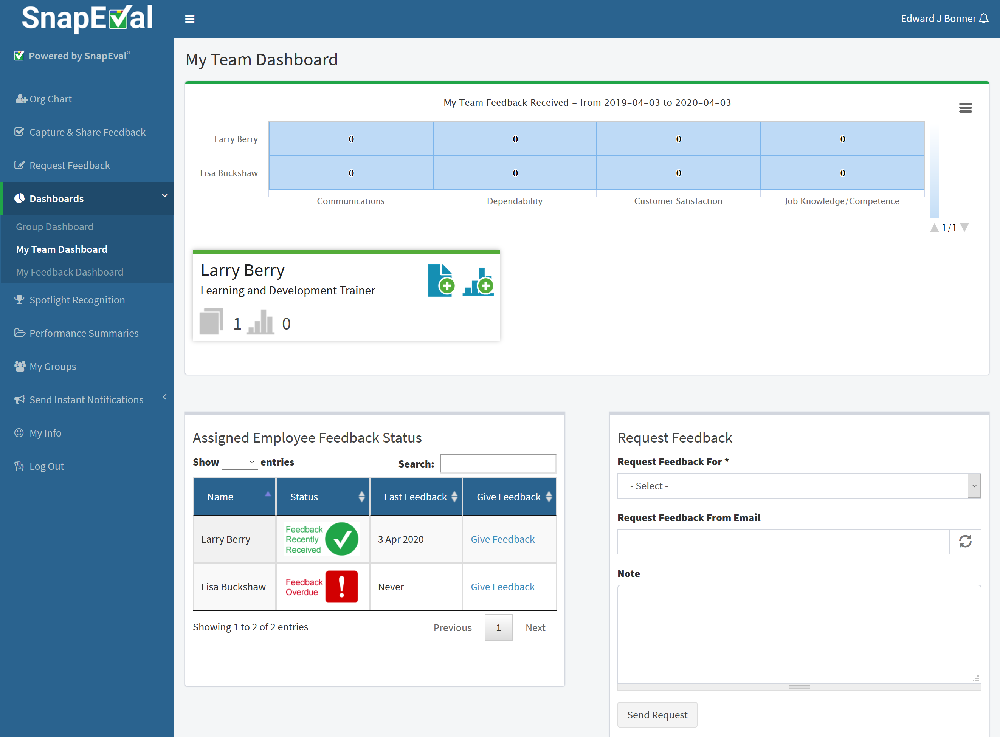 SnapEval
Edward J Bonner
Powered by SnapEval®
Org Chart
Capture & Share Feedback
Request Feedback
Dashboards
Group Dashboard
My Team Dashboard
My Feedback Dashboard
Spotlight Recognition
Performance Summaries
My Groups
Send Instant Notifications
My Info
Log Out
My Team Dashboard
My Team Feedback Received - from 2019-04-03 to 2020-04-03
Larry Berry 0 0 0 0
Lisa Buckshaw 0 0 0 0
Communications Dependability Customer Satisfaction Job Knowledge/Competence
1/1
Larry Berry
Learning and Development Trainer
1 0
Assigned Employee Feedback Status
Show entries Search:
Name Status Last Feedback Give Feedback
Larry Berry Feedback Recently Received 3 Apr 2020 Give Feedback
Lisa Buckshaw Feedback Overdue Never Give Feedback
Showing 1 to 2 of 2 entries Previous 1 Next
Request Feedback
Request Feedback For *
- Select -
Request Feedback From Email
Note
Send Request